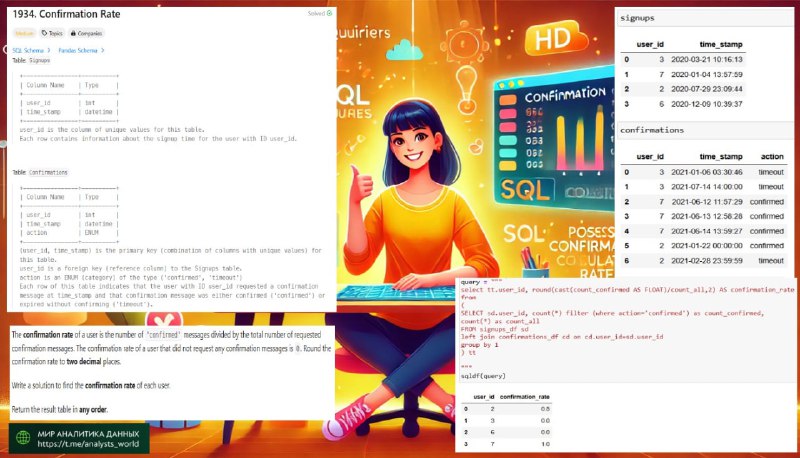 1934. Confirmation Rate
Solved
Medium
Topics
Companies
SQL Schema >
Pandas Schema >
Table: Signups
+--------------+----------+
| Column Name | Type |
+--------------+----------+
| user_id | int |
| time_stamp | datetime |
+--------------+----------+
user_id is the column of unique values for this table.
Each row contains information about the signup time for the user with ID user_id.
Table: Confirmations
+--------------+----------+
| Column Name | Type |
+--------------+----------+
| user_id | int |
| time_stamp | datetime |
| action | ENUM |
+--------------+----------+
(user_id, time_stamp) is the primary key (combination of columns with unique values) for
this table.
user_id is a foreign key (reference column) to the Signups table.
action is an ENUM (category) of the type ('confirmed', 'timeout')
Each row of this table indicates that the user with ID user_id requested a confirmation
message at time_stamp and that confirmation message was either confirmed ('confirmed') or
expired without confirming ('timeout').
The confirmation rate of a user is the number of 'confirmed' messages divided by the total number of requested
confirmation messages. The confirmation rate of a user that did not request any confirmation messages is 0. Round the
confirmation rate to two decimal places.
Write a solution to find the confirmation rate of each user.
Return the result table in any order.
МИР АНАЛИТИКА ДАННЫХ
https://t.me/analysts_world
quuiriers
QL
URES
HD
CONFIRMATION
SQL
SOL
POSSES
CONFIRMA
RATE
signups
user_id time_stamp
0 3 2020-03-21 10:16:13
1 7 2020-01-04 13:57:59
2 2 2020-07-29 23:09:44
3 6 2020-12-09 10:39:37
confirmations
user_id time_stamp action
0 3 2021-01-06 03:30:46 timeout
1 3 2021-07-14 14:00:00 timeout
2 7 2021-06-12 11:57:29 confirmed
3 7 2021-06-13 12:58:28 confirmed
4 7 2021-06-14 13:59:27 confirmed
5 2 2021-01-22 00:00:00 confirmed
6 2 2021-02-28 23:59:59 timeout
query = """
select tt.user_id, round(cast(count_confirmed AS FLOAT)/count_all,2) AS confirmation_rate
from
(
SELECT sd.user_id, count(*) filter (where action='confirmed') as count_confirmed,
count(*) as count_all
FROM signups_df sd
left join confirmations_df cd on cd.user_id=sd.user_id
group by 1
) tt
"""
sqldf(query)
user_id confirmation_rate
0 2 0.5
1 3 0.0
2 6 0.0
3 7 1.0